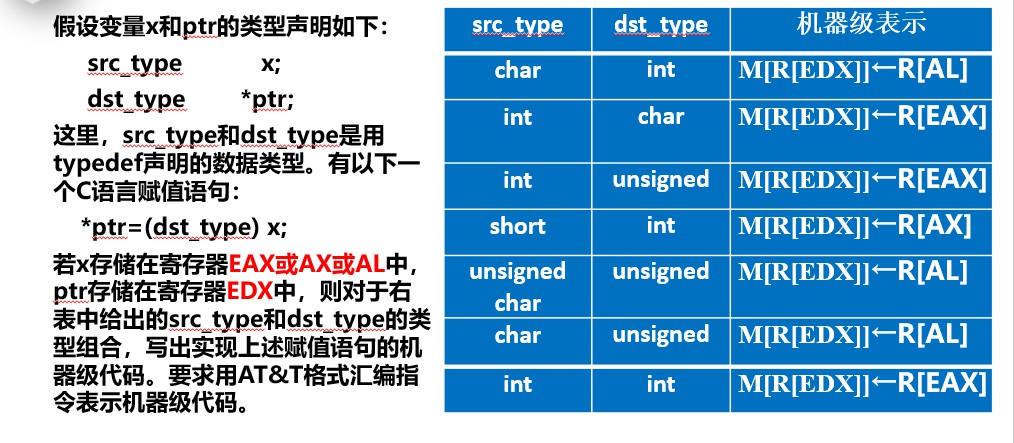 假设变量x和ptr的类型声明如下：
src_type x;
dst_type *ptr;
这里，src_type和dst_type是用
typedef声明的数据类型。有以下一
个C语言赋值语句：
*ptr=(dst_type) x;
若x存储在寄存器EAX或AX或AL中，
ptr存储在寄存器EDX中，则对于右
表中给出的src_type和dst_type的类
型组合，写出实现上述赋值语句的机
器级代码。要求用AT&T格式汇编指
令表示机器级代码。
src_type dst_type 机器级表示
char int M[R[EDX]]←R[AL]
int char M[R[EDX]]←R[EAX]
int unsigned M[R[EDX]]←R[EAX]
short int M[R[EDX]]←R[AX]
unsigned
char unsigned M[R[EDX]]←R[AL]
char unsigned M[R[EDX]]←R[AL]
int int M[R[EDX]]←R[EAX]